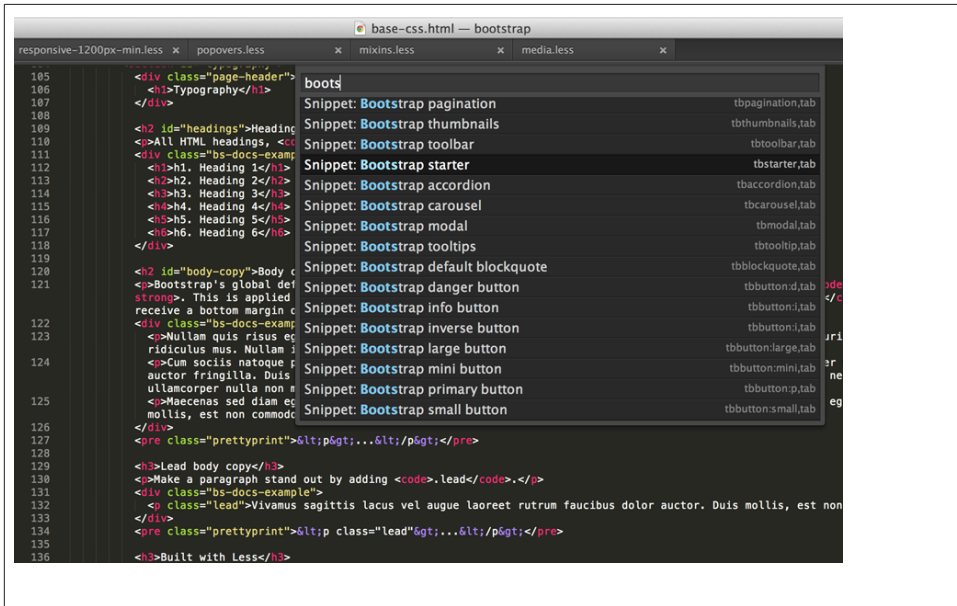 base-css.html — bootstrap
responsive-1200px-min.less × popovers.less × mixins.less × media.less ×
105 <div class="page-header">
106 <h1>Typography</h1>
107 </div>
108
109 <h2 id="headings">Heading
110 <p>All HTML headings, <co
111 <div class="bs-docs-examp
112 <h1>h1. Heading 1</h1>
113 <h2>h2. Heading 2</h2>
114 <h3>h3. Heading 3</h3>
115 <h4>h4. Heading 4</h4>
116 <h5>h5. Heading 5</h5>
117 <h6>h6. Heading 6</h6>
118 </div>
119
120 <h2 id="body-copy">Body c
121 <p>Bootstrap's global def
strong>. This is applied
receive a bottom margin o
122 <div class="bs-docs-examp
123 <p>Nullam quis risus eg
ridiculus mus. Nullam i
124 <p>Cum sociis natoque p
auctor fringilla. Duis
ullamcorper nulla non m
125 <p>Maecenas sed diam eg
mollis, est non commodo
126 </div>
127 <pre class="prettyprint">&lt;p&gt;...&lt;/p&gt;</pre>
128
129 <h3>Lead body copy</h3>
130 <p>Make a paragraph stand out by adding <code>.lead</code>.</p>
131 <div class="bs-docs-example">
132 <p class="lead">Vivamus sagittis lacus vel augue laoreet rutrum faucibus dolor auctor. Duis mollis, est non
133 </div>
134 <pre class="prettyprint">&lt;p class="lead"&gt;...&lt;/p&gt;</pre>
135
136 <h3>Built with Less</h3>
boots
Snippet: Bootstrap pagination tbpagination,tab
Snippet: Bootstrap thumbnails tbthumbnails,tab
Snippet: Bootstrap toolbar tbtoolbar,tab
Snippet: Bootstrap starter tbstarter,tab
Snippet: Bootstrap accordion tbaccordion,tab
Snippet: Bootstrap carousel tbcarousel,tab
Snippet: Bootstrap modal tbmodal,tab
Snippet: Bootstrap tooltips tbtooltip,tab
Snippet: Bootstrap default blockquote tbblockquote,tab
Snippet: Bootstrap danger button tbbutton:d,tab
Snippet: Bootstrap info button tbbutton:i,tab
Snippet: Bootstrap inverse button tbbutton:i,tab
Snippet: Bootstrap large button tbbutton:large,tab
Snippet: Bootstrap mini button tbbutton:mini,tab
Snippet: Bootstrap primary button tbbutton:p,tab
Snippet: Bootstrap small button tbbutton:small,tab